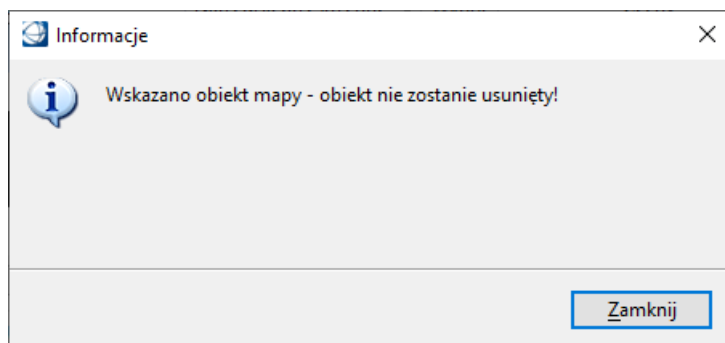 Informacje
Wskazano obiekt mapy - obiekt nie zostanie usunięty!
Zamknij